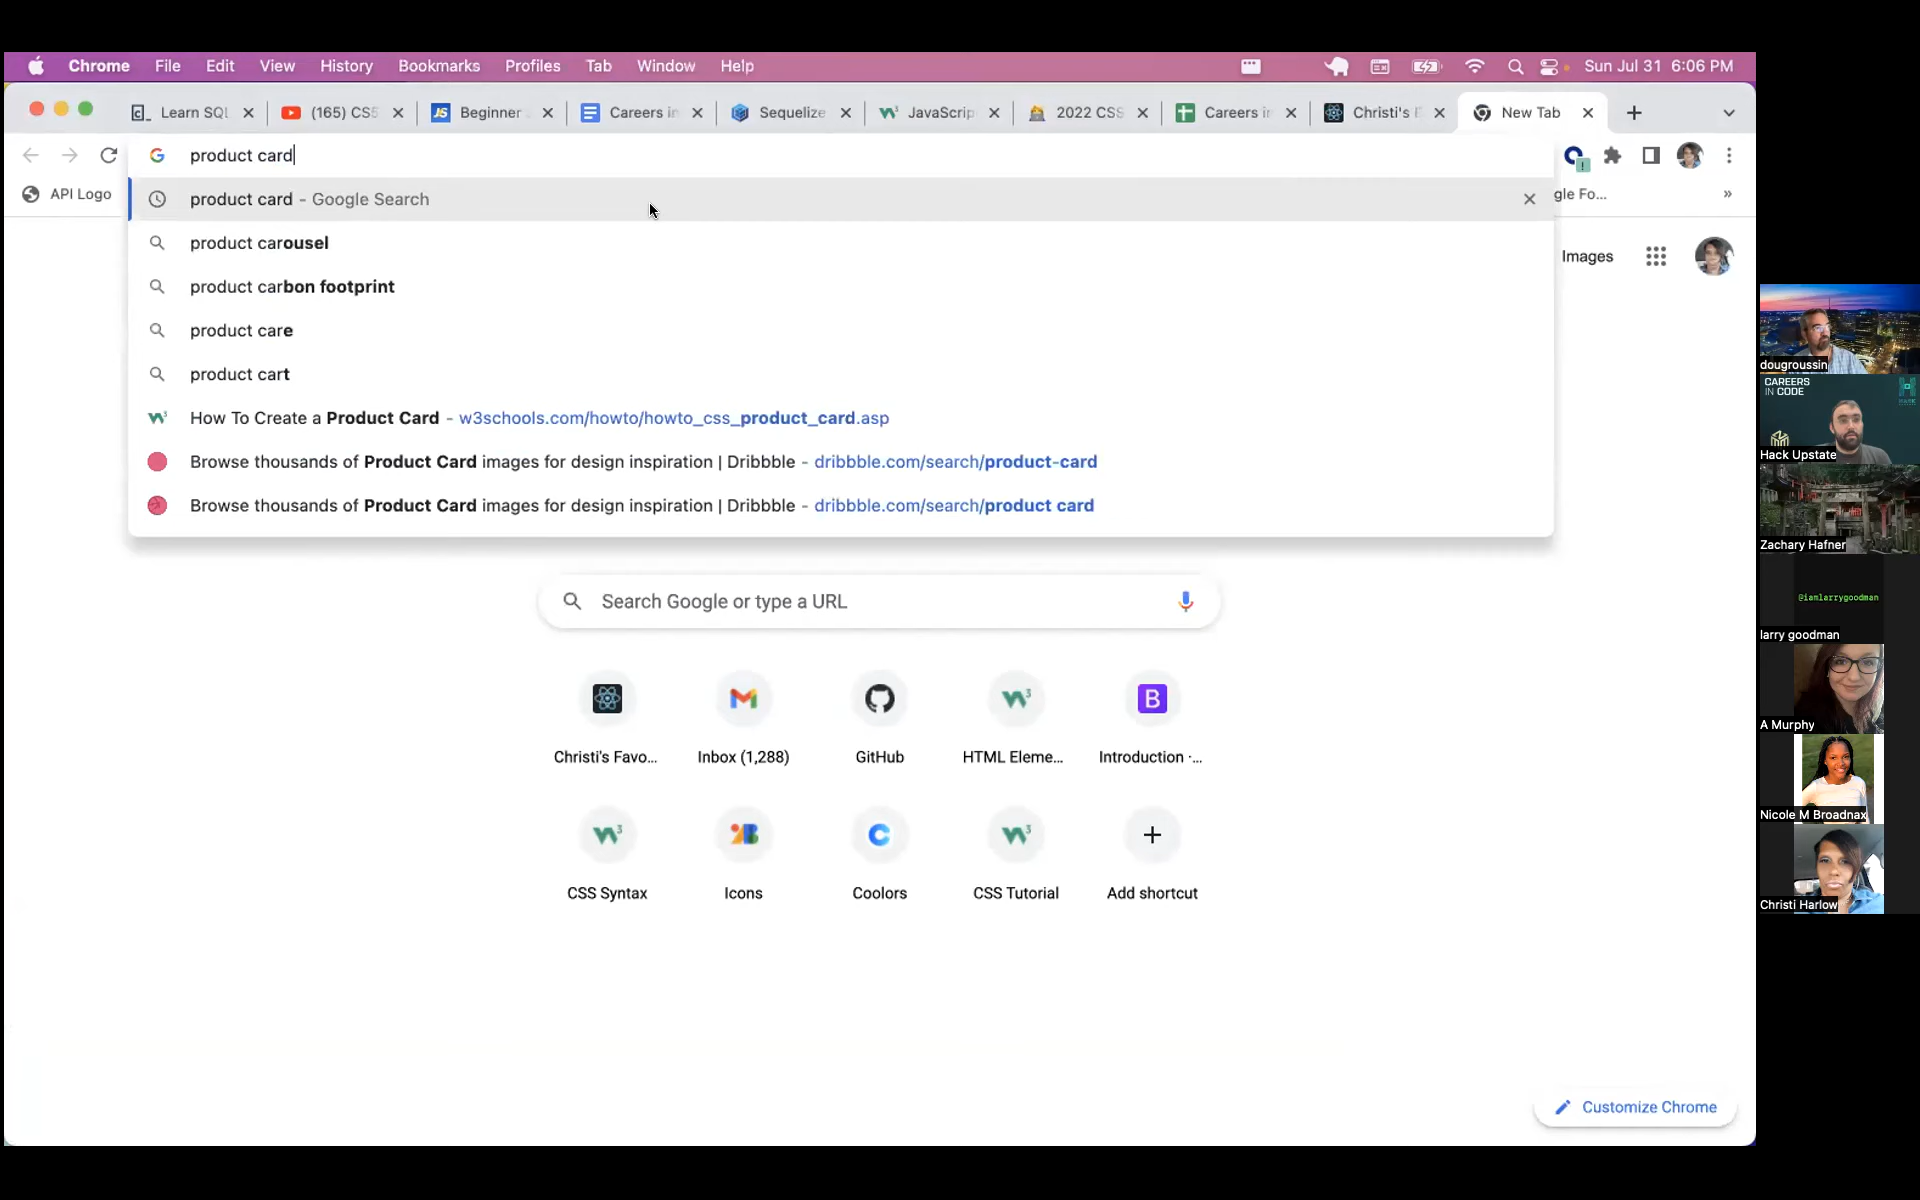 Chrome File Edit View History Bookmarks Profiles Tab Window Help Sun Jul 31 6:06 PM
Learn SQL (165) CS5 Beginner Careers in Sequelize JavaScrip 2022 CSS Careers in Christi's New Tab
product card
API Logo
gle Fo...
product card - Google Search
product carousel
product carbon footprint
product care
product cart
How To Create a Product Card - w3schools.com/howto/howto_css_product_card.asp
Browse thousands of Product Card images for design inspiration | Dribbble - dribbble.com/search/product-card
Browse thousands of Product Card images for design inspiration | Dribbble - dribbble.com/search/product card
Images
Search Google or type a URL
Christi's Favo... Inbox (1,288) GitHub HTML Eleme... Introduction ·...
CSS Syntax Icons Coolors CSS Tutorial Add shortcut
Customize Chrome
dougroussin
CAREERS
IN CODE
Hack Upstate
Zachary Hafner
@iamlarrygoodman
larry goodman
A Murphy
Nicole M Broadnax
Christi Harlow